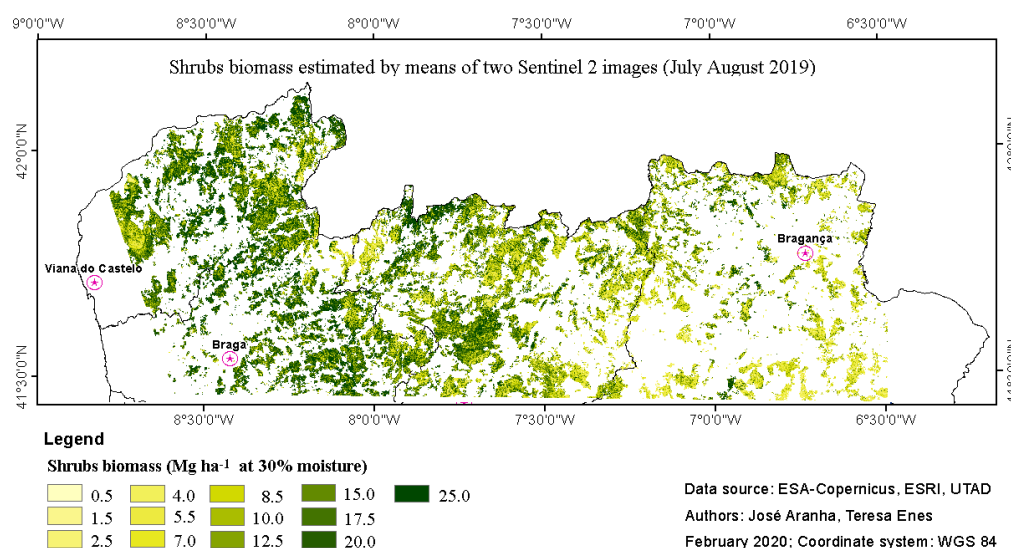 9°0'0"W 8°30'0"W 8°0'0"W 7°30'0"W 7°0'0"W 6°30'0"W
Shrubs biomass estimated by means of two Sentinel 2 images (July August 2019)
42°0'0"N
Bragança
Viana do Castelo
Braga
41°30'0"N
8°30'0"W 8°0'0"W 7°30'0"W 7°0'0"W 6°30'0"W
Legend
Shrubs biomass (Mg ha-1 at 30% moisture)
0.5 4.0 8.5 15.0 25.0
1.5 5.5 10.0 17.5
2.5 7.0 12.5 20.0
Data source: ESA-Copernicus, ESRI, UTAD
Authors: José Aranha, Teresa Enes
February 2020; Coordinate system: WGS 84